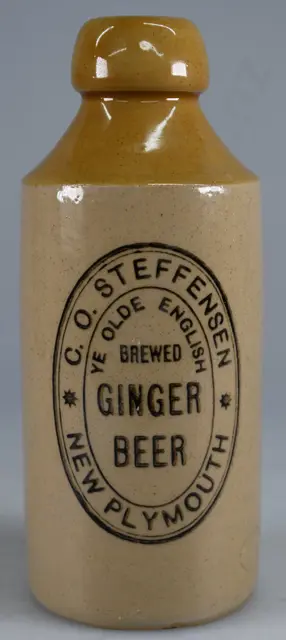 C. O. STEFFENSEN
YE OLDE ENGLISH
BREWED
GINGER
BEER
NEW PLYMOUTH